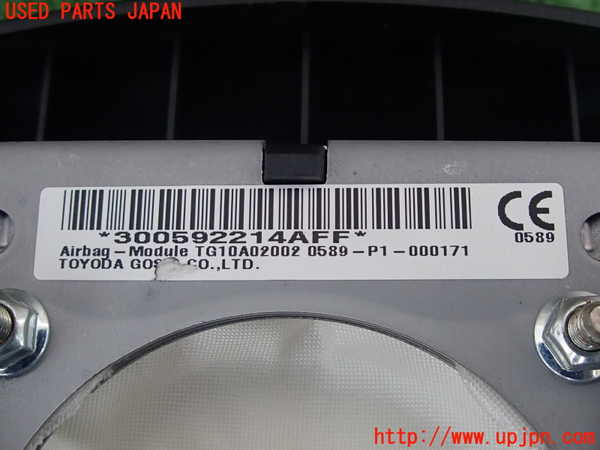 USED PARTS JAPAN
*300592214AFF*
Airbag-Module TG10A02002 0589-P1-000171
TOYODA CO.,LTD.
CE
0589
http://www.upjpn.com/